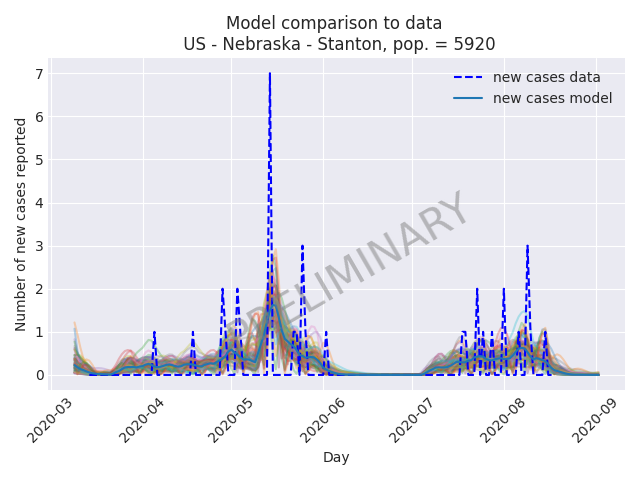 Model comparison to data
US - Nebraska - Stanton, pop. = 5920
new cases data
new cases model
PRELIMINARY
Number of new cases reported
7
6
5
4
3
2
1
0
2020-03
2020-04
2020-05
2020-06
2020-07
2020-08
2020-09
Day